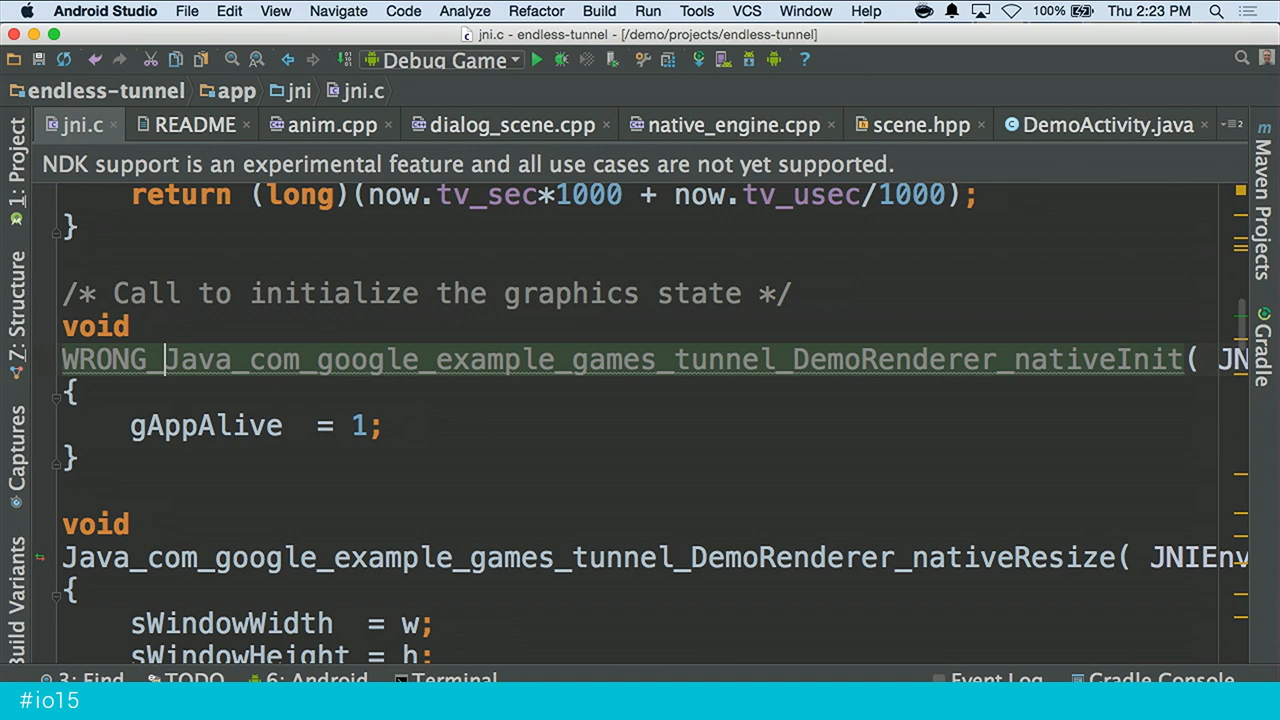 Android Studio File Edit View Navigate Code Analyze Refactor Build Run Tools VCS Window Help 100% Thu 2:23 PM
jni.c - endless-tunnel - [/demo/projects/endless-tunnel]
Debug Game ?
endless-tunnel app jni jni.c
jni.c README anim.cpp dialog_scene.cpp native_engine.cpp scene.hpp DemoActivity.java
NDK support is an experimental feature and all use cases are not yet supported.
return (long)(now.tv_sec*1000 + now.tv_usec/1000);
}
/* Call to initialize the graphics state */
void
WRONG_Java_com_google_example_games_tunnel_DemoRenderer_nativeInit( JN
{
gAppAlive = 1;
}
void
Java_com_google_example_games_tunnel_DemoRenderer_nativeResize( JNIEnv
{
sWindowWidth = w;
sWindowHeight = h;
1: Project
7: Structure
Captures
Build Variants
Maven Projects
Gradle
3: Find TODO 6: Android Terminal Event Log Gradle Console
#io15